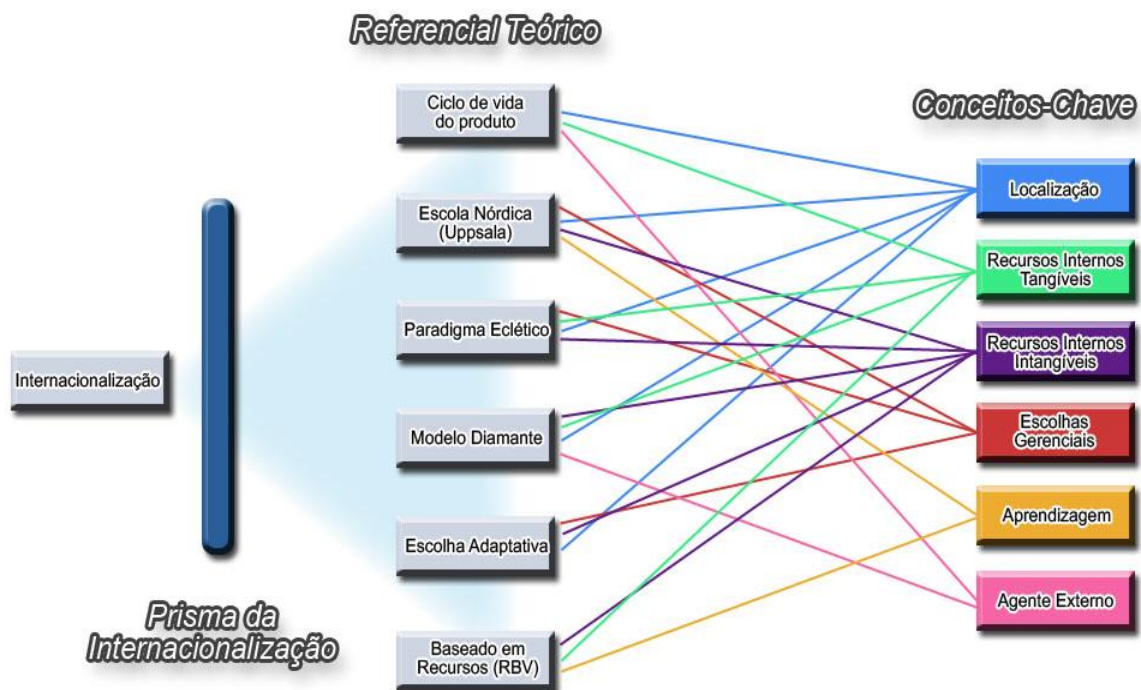 Referencial Teórico
Ciclo de vida
do produto
Escola Nórdica
(Uppsala)
Paradigma Eclético
Modelo Diamante
Escolha Adaptativa
Baseado em
Recursos (RBV)
Internacionalização
Prisma da
Internacionalização
Conceitos-Chave
Localização
Recursos Internos
Tangíveis
Recursos Internos
Intangíveis
Escolhas
Gerenciais
Aprendizagem
Agente Externo